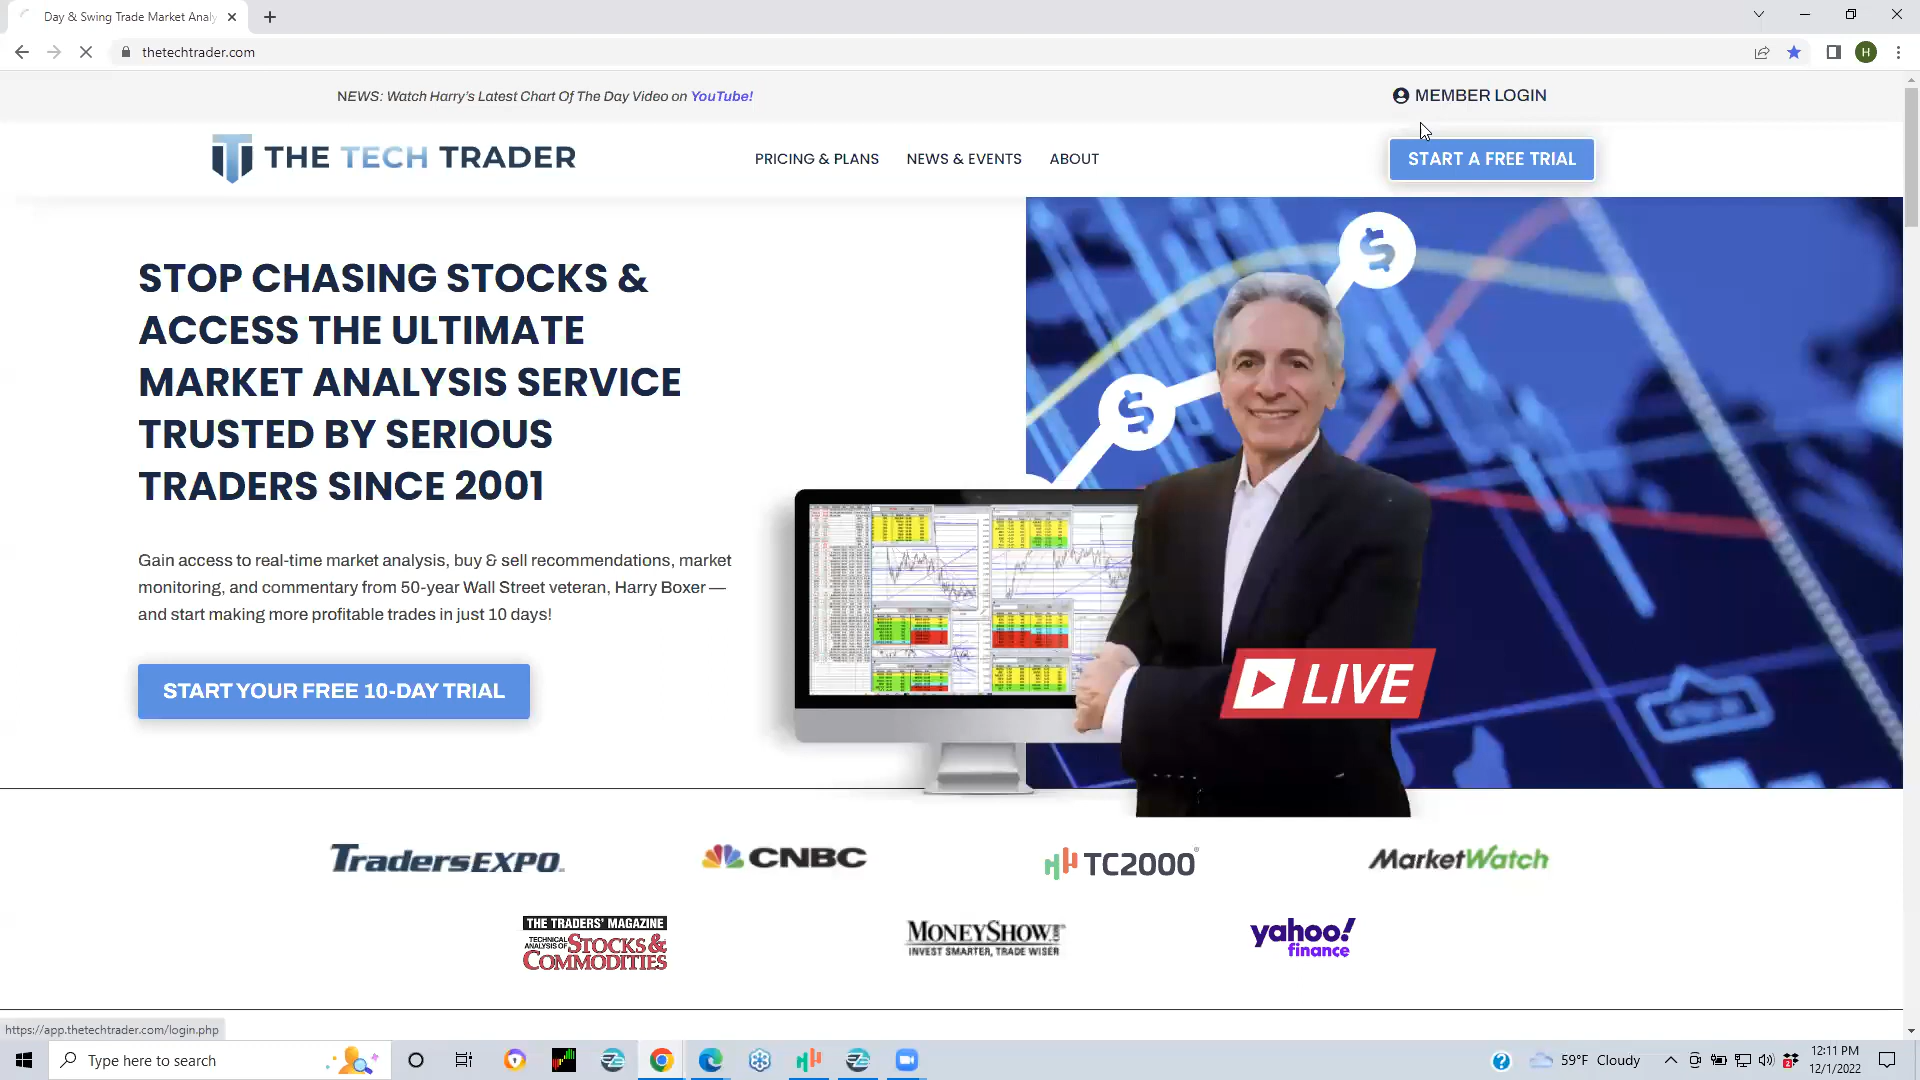 Day & Swing Trade Market Analy
thetechtrader.com
H
NEWS: Watch Harry's Latest Chart Of The Day Video on YouTube!
MEMBER LOGIN
THE TECH TRADER
PRICING & PLANS
NEWS & EVENTS
ABOUT
START A FREE TRIAL
STOP CHASING STOCKS &
ACCESS THE ULTIMATE
MARKET ANALYSIS SERVICE
TRUSTED BY SERIOUS
TRADERS SINCE 2001
Gain access to real-time market analysis, buy & sell recommendations, market
monitoring, and commentary from 50-year Wall Street veteran, Harry Boxer —
and start making more profitable trades in just 10 days!
START YOUR FREE 10-DAY TRIAL
LIVE
TradersEXPO.
CNBC
TC2000®
MarketWatch
THE TRADERS' MAGAZINE
TECHNICAL
ANALYSIS OF
STOCKS &
COMMODITIES
MONEYSHOW.COM
INVEST SMARTER, TRADE WISER
yahoo!
finance
https://app.thetechtrader.com/login.php
Type here to search
59°F Cloudy
12:11 PM
12/1/2022